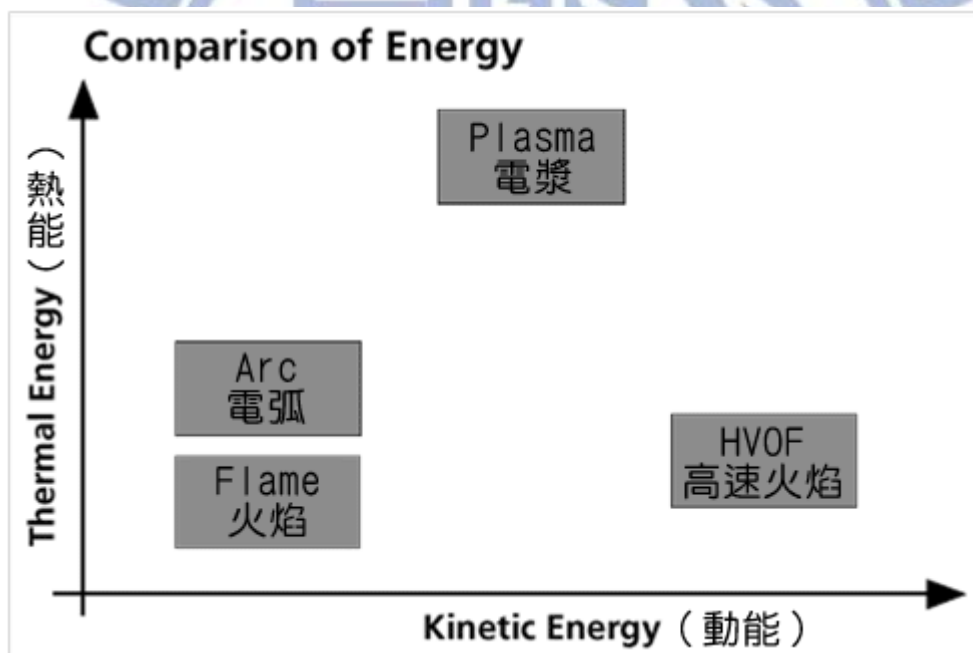 Comparison of Energy
Thermal Energy（熱能）
Plasma
電漿
Arc
電弧
Flame
火焰
HVOF
高速火焰
Kinetic Energy（動能）